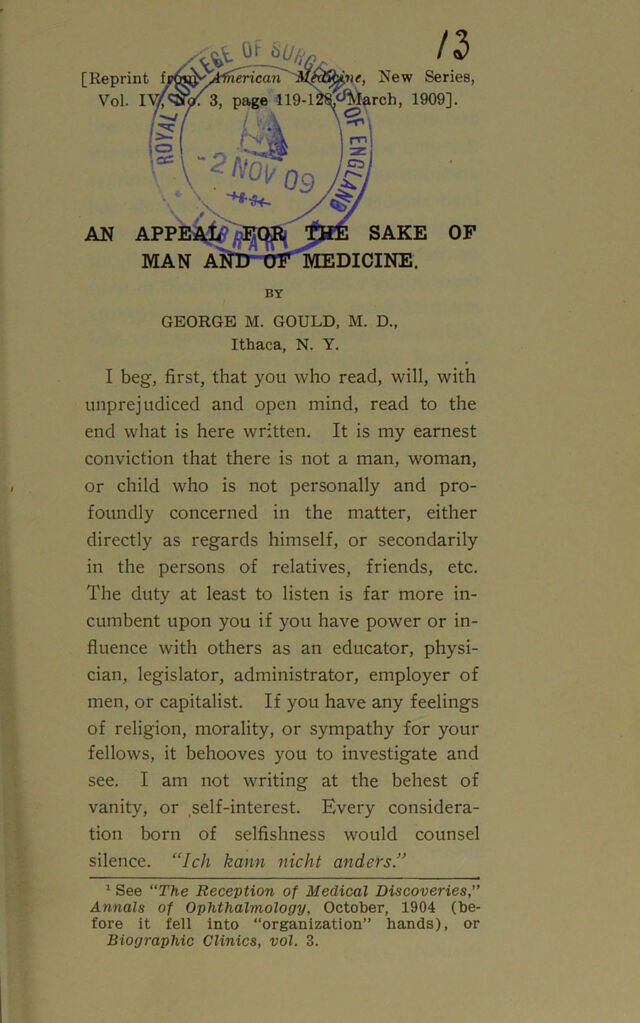 13
[Reprint from American Medicine, New Series,
Vol. IV, No. 3, page 119-128, March, 1909].
ROYAL COLLEGE OF SURGEONS OF ENGLAND
-2 NOV 09
LIBRARY
AN APPEAL FOR THE SAKE OF
MAN AND OF MEDICINE.
BY
GEORGE M. GOULD, M. D.,
Ithaca, N. Y.
I beg, first, that you who read, will, with
unprejudiced and open mind, read to the
end what is here written. It is my earnest
conviction that there is not a man, woman,
or child who is not personally and pro-
foundly concerned in the matter, either
directly as regards himself, or secondarily
in the persons of relatives, friends, etc.
The duty at least to listen is far more in-
cumbent upon you if you have power or in-
fluence with others as an educator, physi-
cian, legislator, administrator, employer of
men, or capitalist. If you have any feelings
of religion, morality, or sympathy for your
fellows, it behooves you to investigate and
see. I am not writing at the behest of
vanity, or self-interest. Every considera-
tion born of selfishness would counsel
silence. “Ich kann nicht anders.”
¹ See “The Reception of Medical Discoveries,”
Annals of Ophthalmology, October, 1904 (be-
fore it fell into “organization” hands), or
Biographic Clinics, vol. 3.